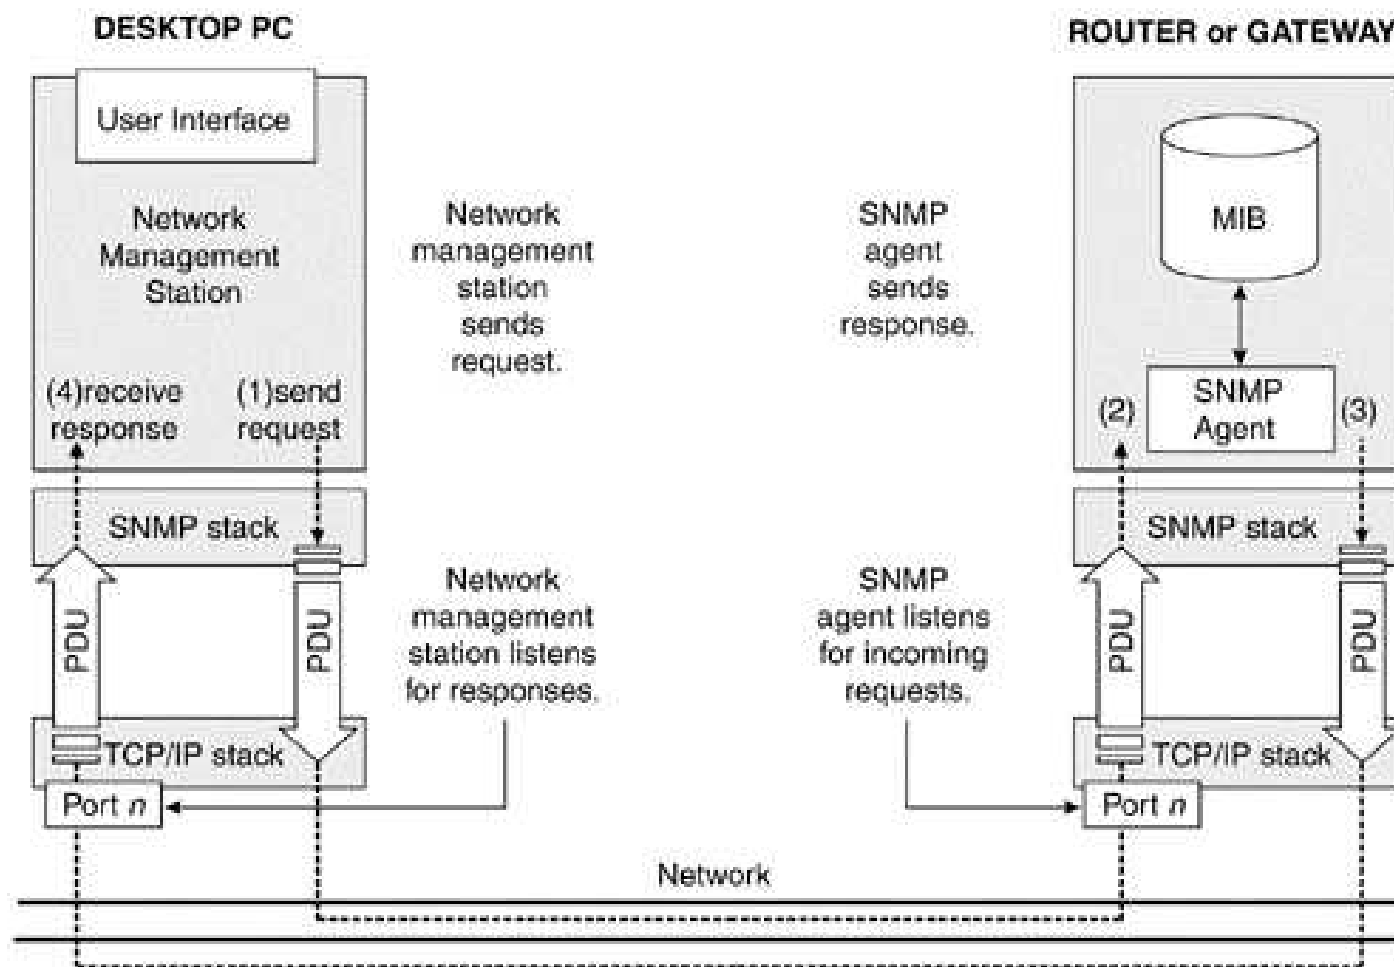 DESKTOP PC
User Interface
Network
Management
Station
(4)receive
response
(1)send
request
SNMP stack
PDU
PDU
TCP/IP stack
Port n
Network
management
station
sends
request.
Network
management
station listens
for responses.
SNMP
agent
sends
response.
SNMP
agent listens
for incoming
requests.
ROUTER or GATEWAY
MIB
SNMP
Agent
(2)
(3)
SNMP stack
PDU
PDU
TCP/IP stack
Port n
Network